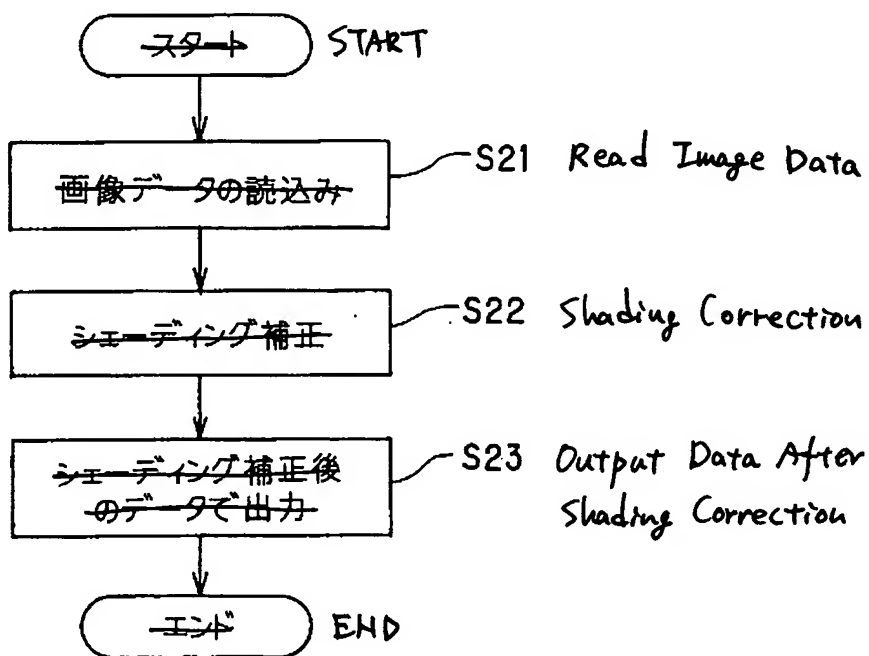 スタート START
画像データの読込み S21 Read Image Data
シェーディング補正 S22 Shading Correction
シェーディング補正後 S23 Output Data After
のデータで出力 Shading Correction
エンド END